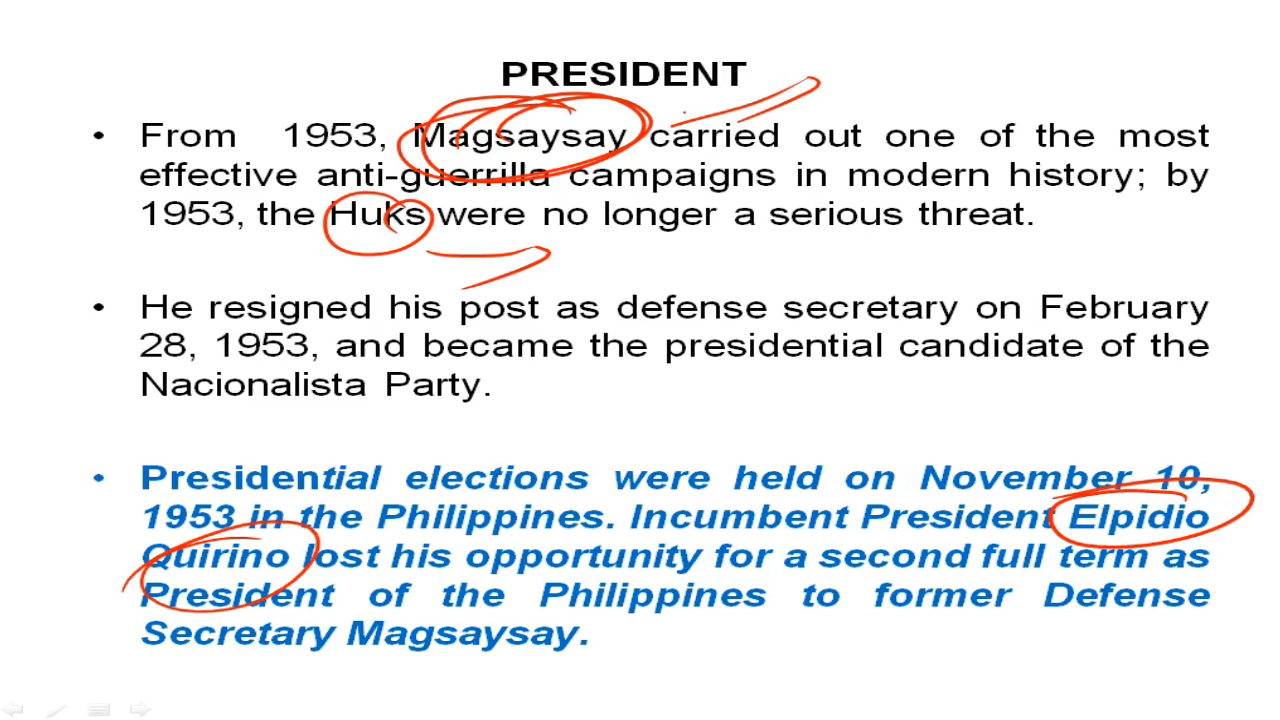 PRESIDENT
• From 1953, Magsaysay carried out one of the most
effective anti-guerrilla campaigns in modern history; by
1953, the Huks were no longer a serious threat.
• He resigned his post as defense secretary on February
28, 1953, and became the presidential candidate of the
Nacionalista Party.
• Presidential elections were held on November 10,
1953 in the Philippines. Incumbent President Elpidio
Quirino lost his opportunity for a second full term as
President of the Philippines to former Defense
Secretary Magsaysay.